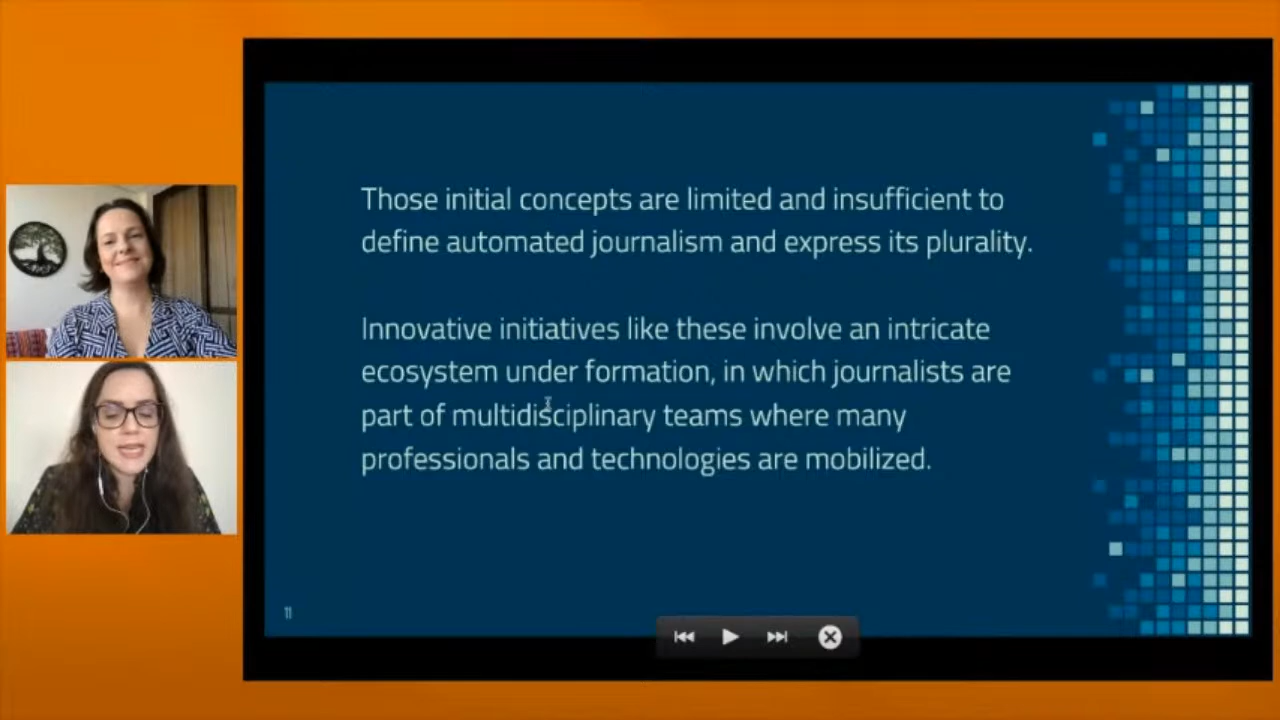 Those initial concepts are limited and insufficient to
define automated journalism and express its plurality.
Innovative initiatives like these involve an intricate
ecosystem under formation, in which journalists are
part of multidisciplinary teams where many
professionals and technologies are mobilized.
11